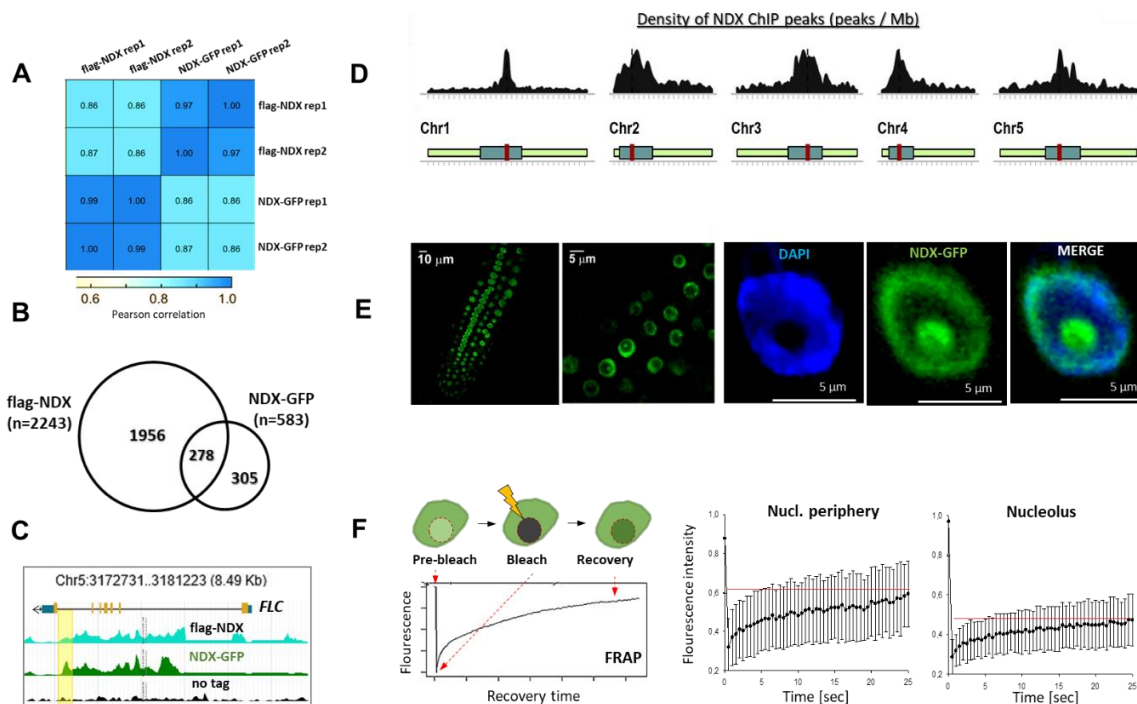 Density of NDX ChIP peaks (peaks / Mb)
A
flag-NDX rep1
flag-NDX rep2
NDX-GFP rep1
NDX-GFP rep2
0.86 0.86 0.97 1.00 flag-NDX rep1
0.87 0.86 1.00 0.97 flag-NDX rep2
0.99 1.00 0.86 0.86 NDX-GFP rep1
1.00 0.99 0.87 0.86 NDX-GFP rep2
0.6 0.8 1.0
Pearson correlation
B
flag-NDX
(n=2243)
NDX-GFP
(n=583)
1956
278
305
C
Chr5:3172731..3181223 (8.49 Kb)
FLC
flag-NDX
NDX-GFP
no tag
D
Chr1 Chr2 Chr3 Chr4 Chr5
E
10 µm
5 µm
DAPI
5 µm
NDX-GFP
5 µm
MERGE
5 µm
F
Pre-bleach Bleach Recovery
Flourescence
FRAP
Recovery time
Nucl. periphery
Flourescence intensity
1,0
0,8
0,6
0,4
0,2
0 5 10 15 20 25
Time [sec]
Nucleolus
1,0
0,8
0,6
0,4
0,2
0 5 10 15 20 25
Time [sec]